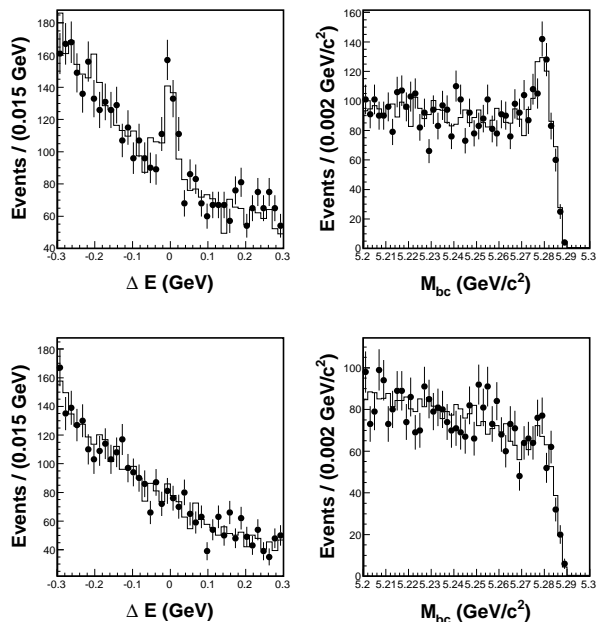 Events / (0.015 GeV)
180
160
140
120
100
80
60
40
-0.3 -0.2 -0.1 0 0.1 0.2 0.3
Δ E (GeV)
Events / (0.002 GeV/c²)
160
140
120
100
80
60
40
20
0
5.2 5.21 5.22 5.23 5.24 5.25 5.26 5.27 5.28 5.29 5.3
M_bc (GeV/c²)
Events / (0.015 GeV)
180
160
140
120
100
80
60
40
-0.3 -0.2 -0.1 0 0.1 0.2 0.3
Δ E (GeV)
Events / (0.002 GeV/c²)
100
80
60
40
20
0
5.2 5.21 5.22 5.23 5.24 5.25 5.26 5.27 5.28 5.29 5.3
M_bc (GeV/c²)